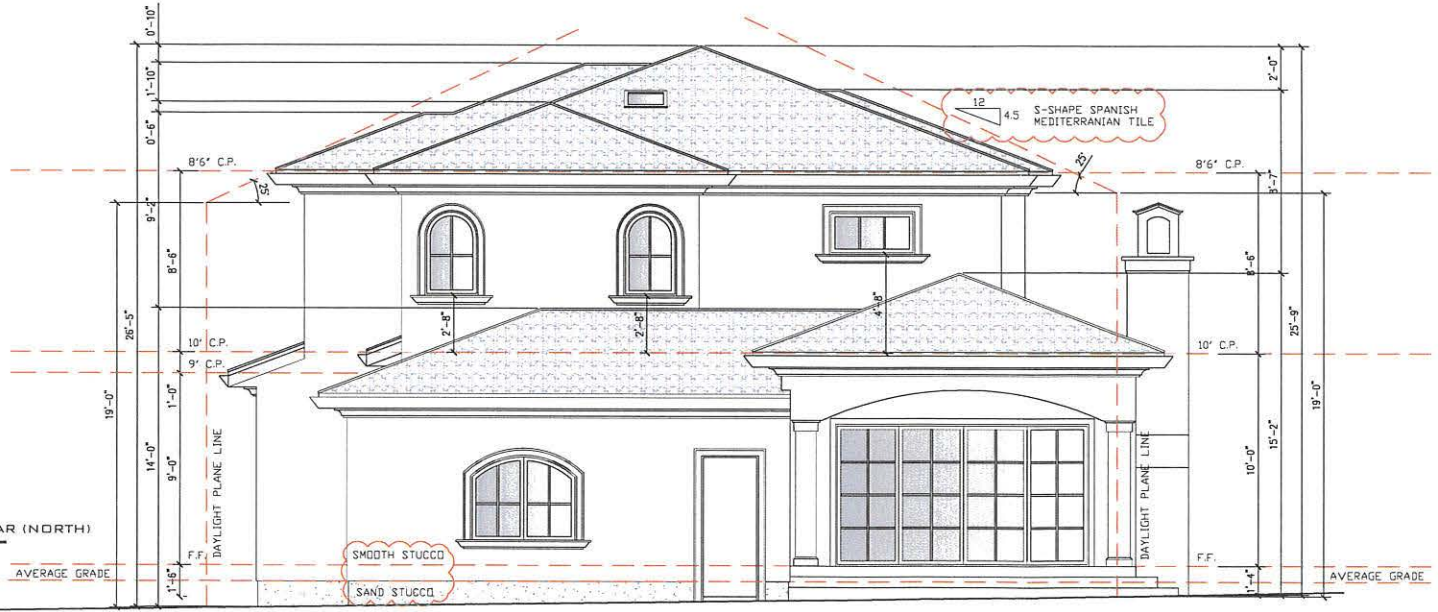 0'-10"
1'-10"
0'-6"
9'-2"
14'-0"
26'-5"
19'-0"
8'6" C.P.
25'
8'-6"
10' C.P.
9' C.P.
1'-0"
9'-0"
F.F.
1'-6"
DAYLIGHT PLANE LINE
AR (NORTH)
AVERAGE GRADE
2'-8"
2'-8"
4'-8"
SMOOTH STUCCO
SAND STUCCO
12
4.5
S-SHAPE SPANISH
MEDITERRANIAN TILE
25'
8'6" C.P.
2'-0"
8'-7"
8'-6"
25'-9"
10' C.P.
19'-0"
15'-2"
10'-0"
DAYLIGHT PLANE LINE
F.F.
1'-4"
AVERAGE GRADE